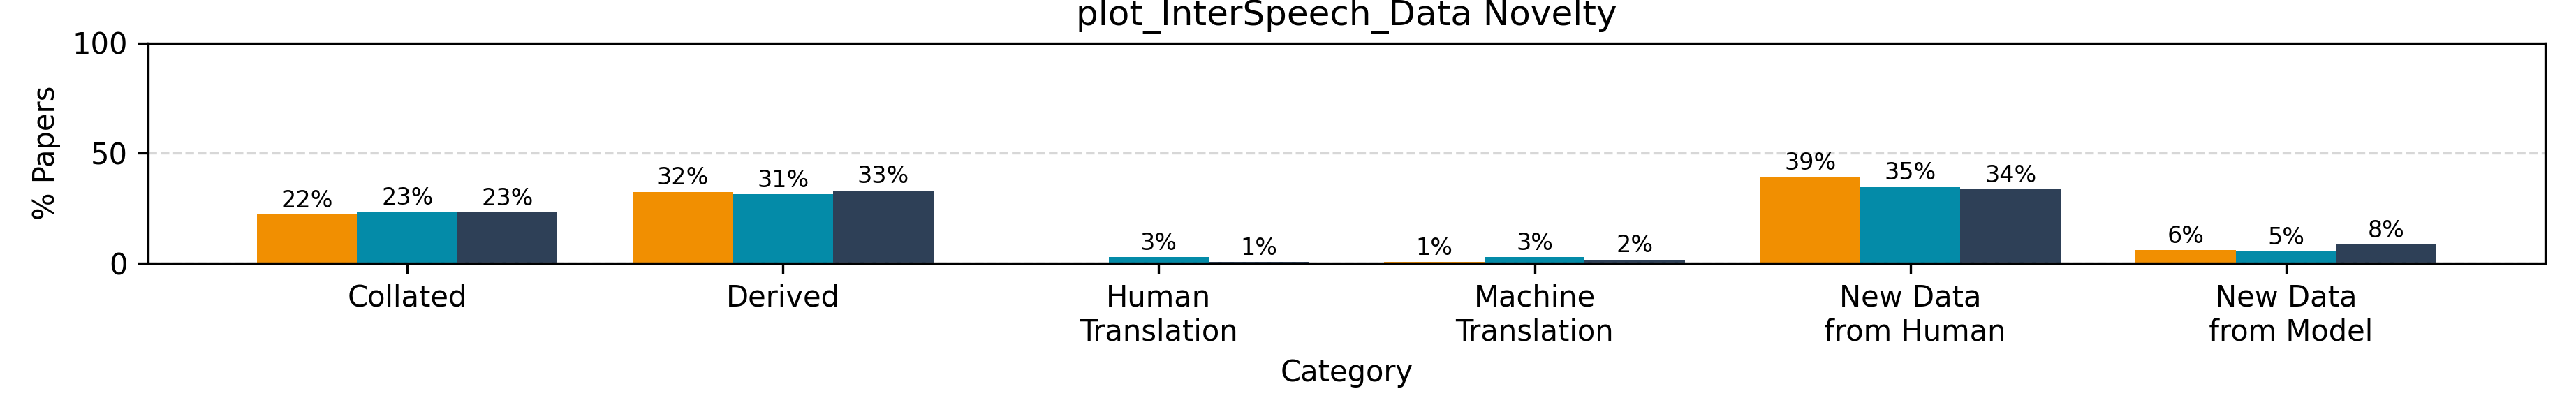 plot_InterSpeech_Data Novelty
% Papers
100
50
0
22% 23% 23%
32% 31% 33%
3% 1%
1% 3% 2%
39% 35% 34%
6% 5% 8%
Collated
Derived
Human
Translation
Machine
Translation
New Data
from Human
New Data
from Model
Category